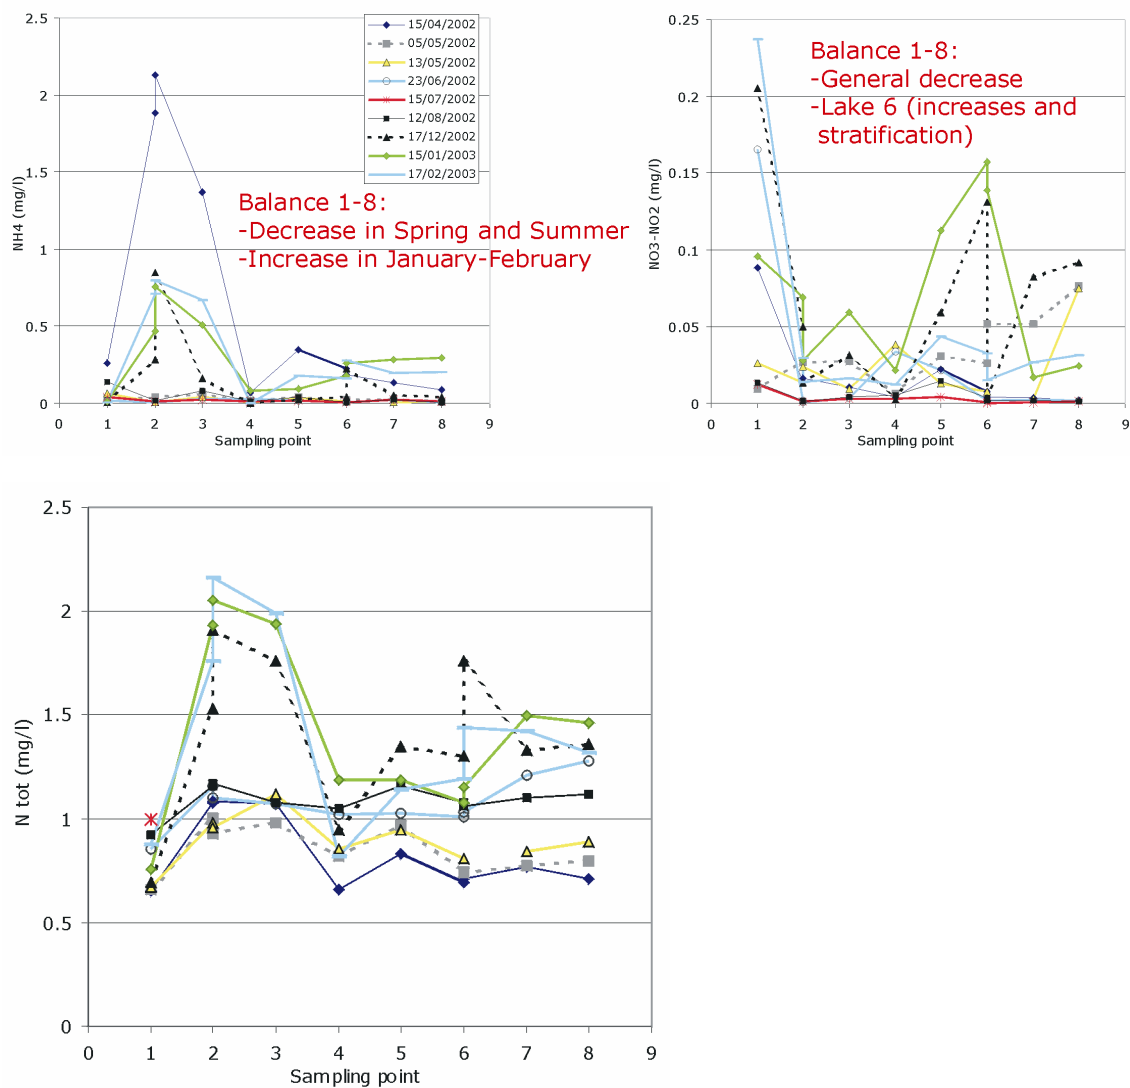 2.5
2
1.5
1
0.5
0
NH4 (mg/l)
0 1 2 3 4 5 6 7 8 9
Sampling point
15/04/2002
05/05/2002
13/05/2002
23/06/2002
15/07/2002
12/08/2002
17/12/2002
15/01/2003
17/02/2003
Balance 1-8:
-Decrease in Spring and Summer
-Increase in January-February
0.25
0.2
0.15
0.1
0.05
0
NO3-NO2 (mg/l)
0 1 2 3 4 5 6 7 8 9
Sampling point
Balance 1-8:
-General decrease
-Lake 6 (increases and
stratification)
2.5
2
1.5
1
0.5
0
N tot (mg/l)
0 1 2 3 4 5 6 7 8 9
Sampling point